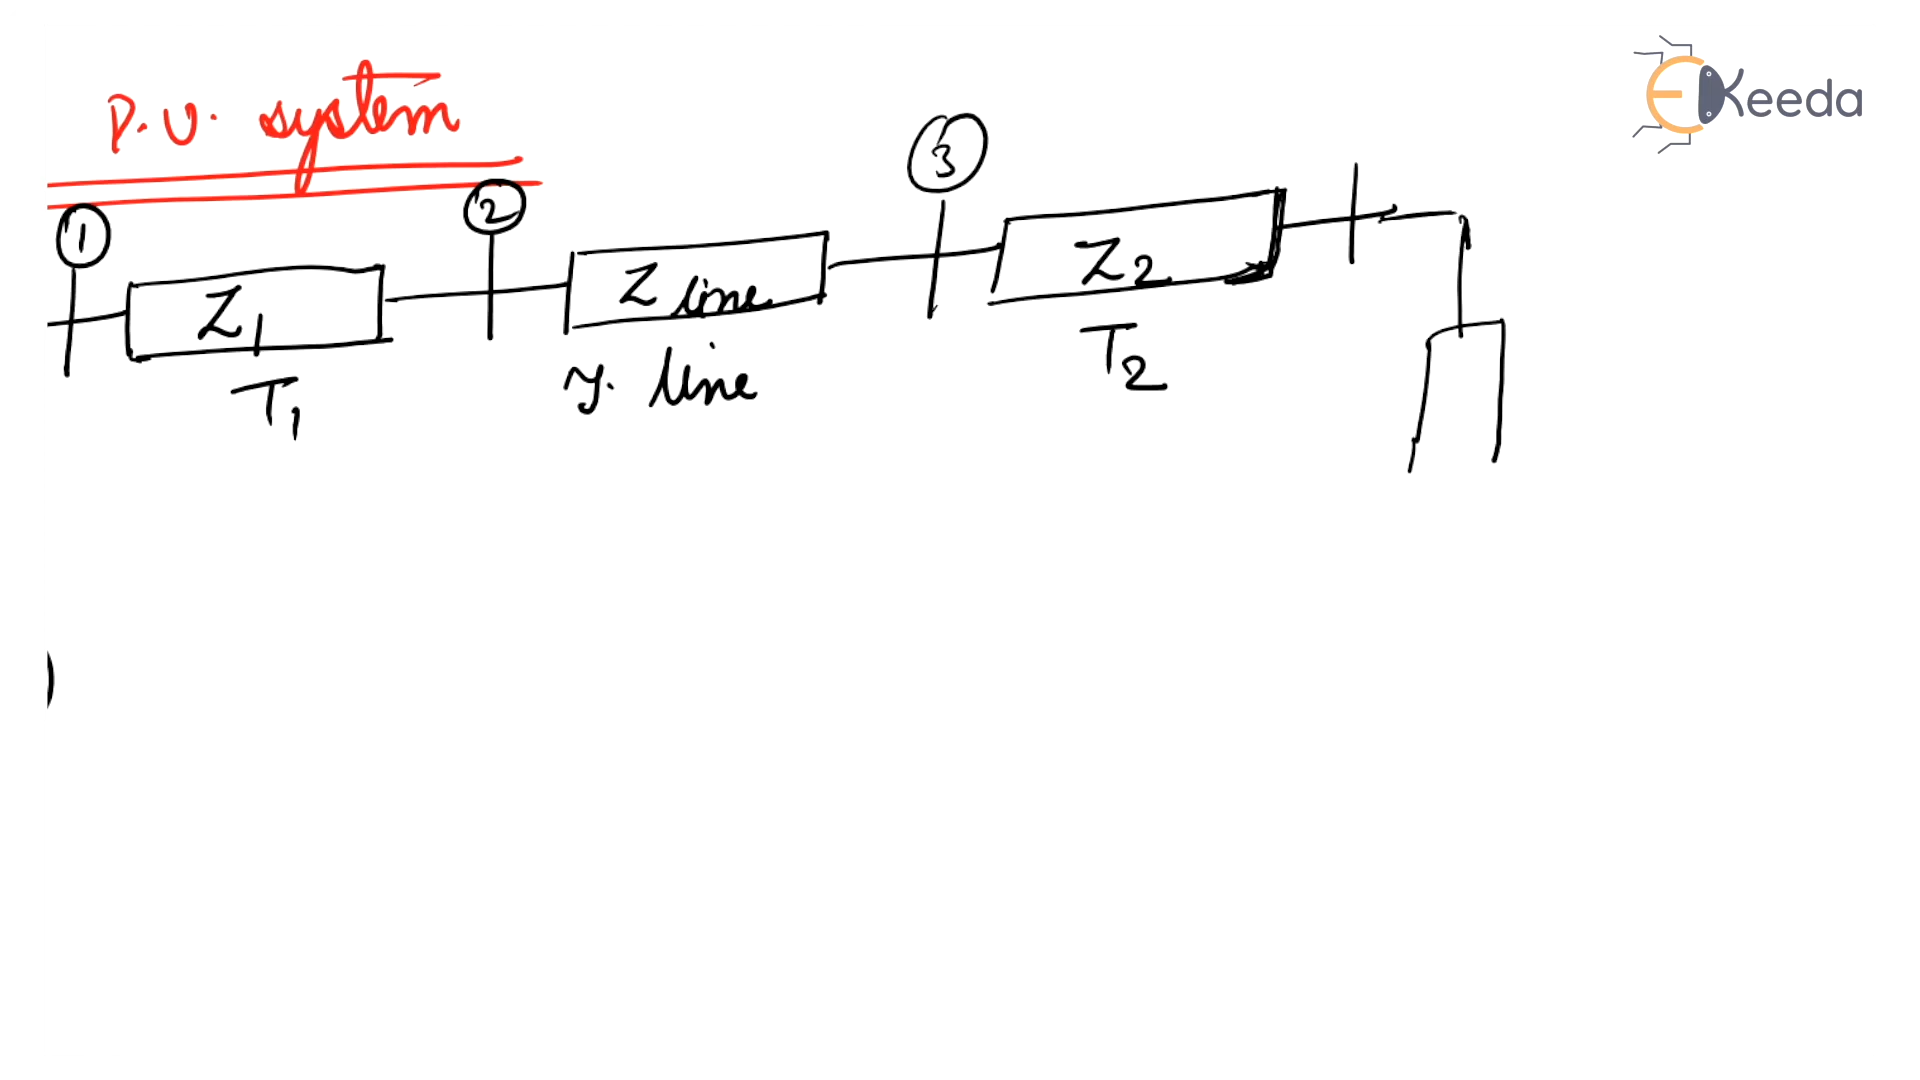 P.U. system
EKeeda
1
2
3
Z1
Z line
Z2
T1
T. line
T2
)